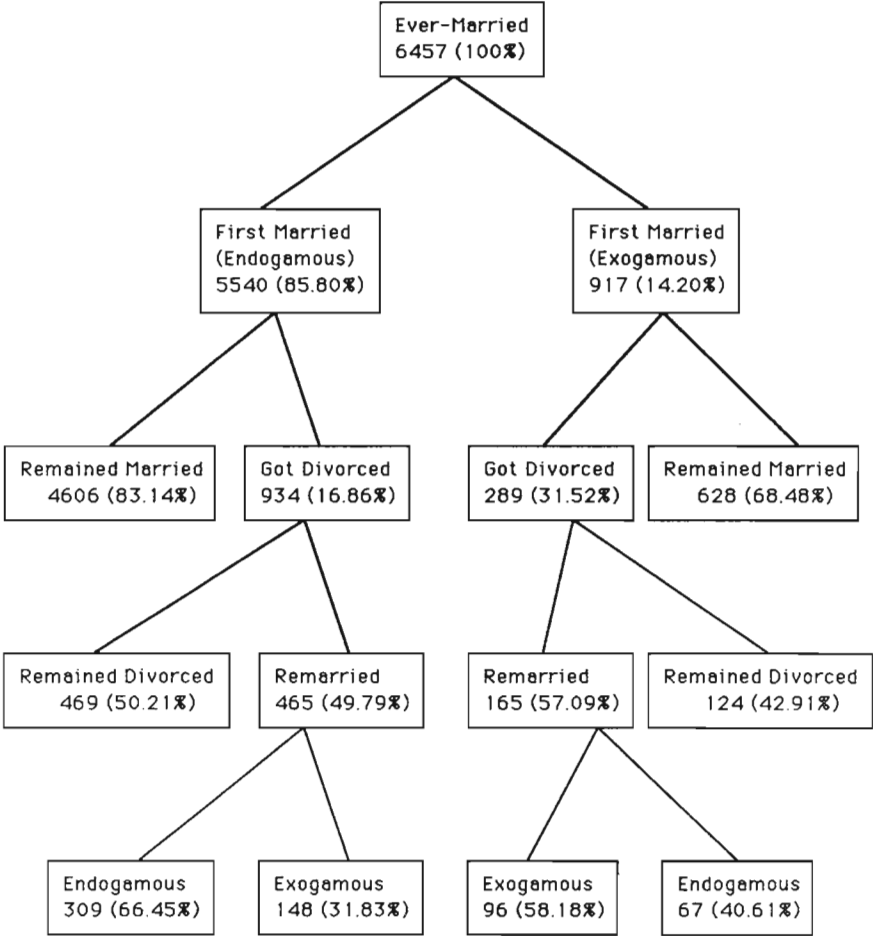 Ever-Married
6457 (100%)
First Married
(Endogamous)
5540 (85.80%)
First Married
(Exogamous)
917 (14.20%)
Remained Married
4606 (83.14%)
Got Divorced
934 (16.86%)
Got Divorced
289 (31.52%)
Remained Married
628 (68.48%)
Remained Divorced
469 (50.21%)
Remarried
465 (49.79%)
Remarried
165 (57.09%)
Remained Divorced
124 (42.91%)
Endogamous
309 (66.45%)
Exogamous
148 (31.83%)
Exogamous
96 (58.18%)
Endogamous
67 (40.61%)